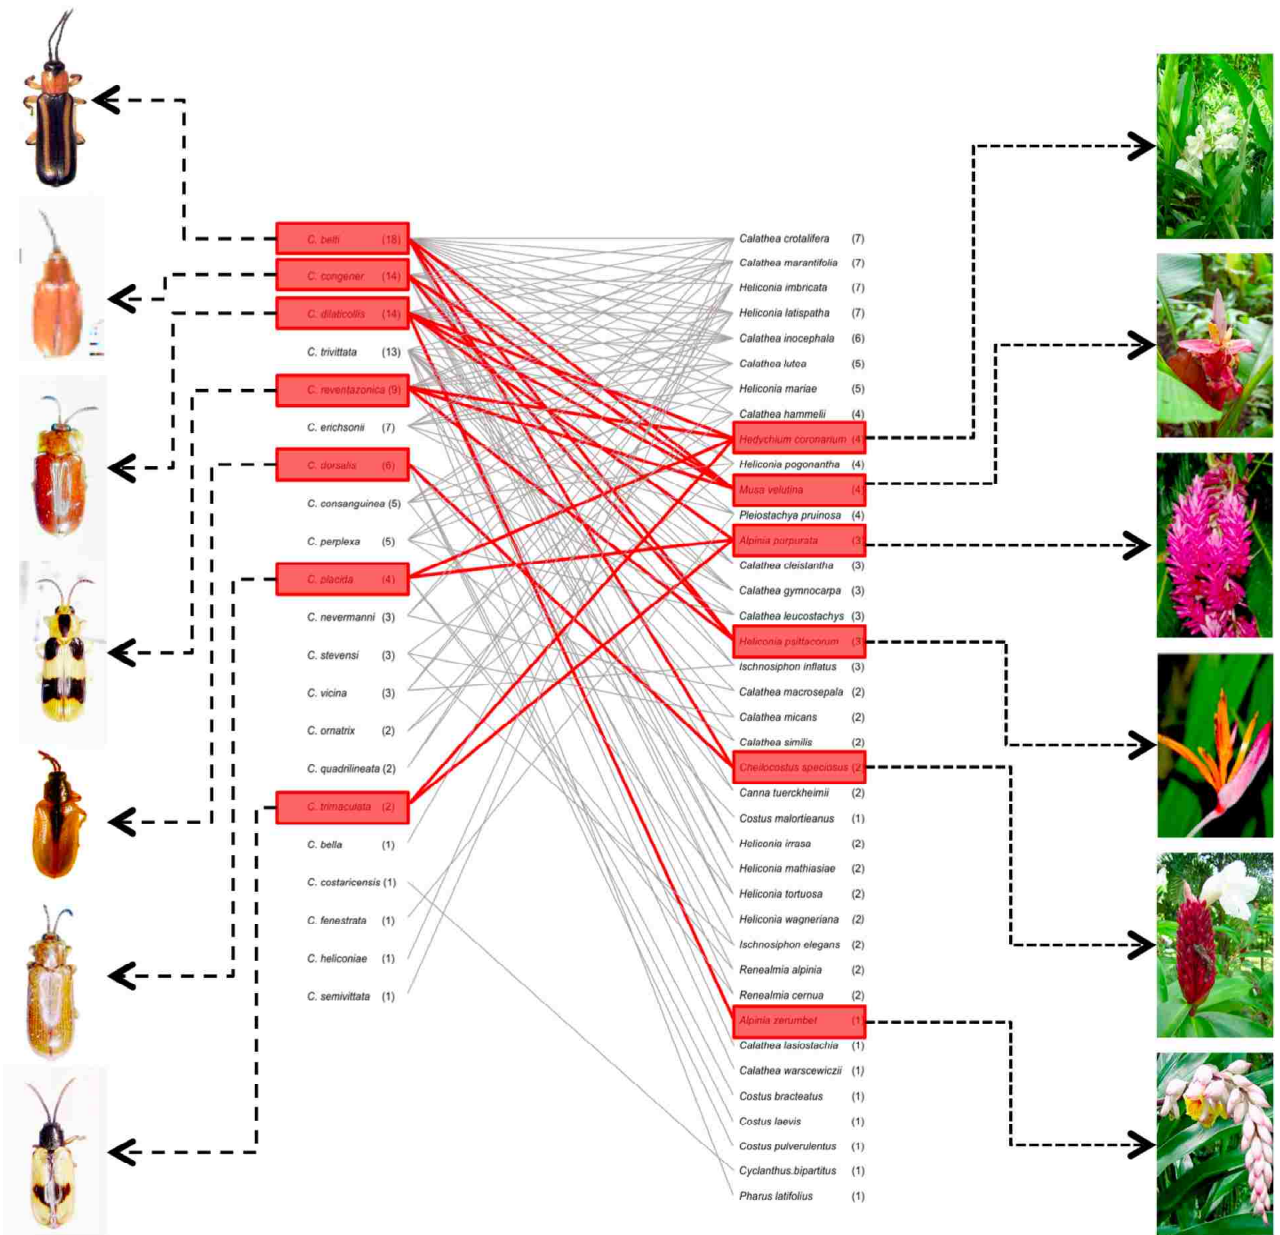 C. belti (18)
C. congener (14)
C. dilaticollis (14)
C. trivittata (13)
C. reventazonica (9)
C. erichsonii (7)
C. dorsalis (6)
C. consanguinea (5)
C. perplexa (5)
C. placida (4)
C. nevermanni (3)
C. stevensi (3)
C. vicina (3)
C. ornatrix (2)
C. quadrilineata (2)
C. trimaculata (2)
C. bella (1)
C. costaricensis (1)
C. fenestrata (1)
C. heliconiae (1)
C. semivittata (1)
Calathea crotalifera (7)
Calathea marantifolia (7)
Heliconia imbricata (7)
Heliconia latispatha (7)
Calathea inocephala (6)
Calathea lutea (5)
Heliconia mariae (5)
Calathea hammelii (4)
Hedychium coronarium (4)
Heliconia pogonantha (4)
Musa velutina (4)
Pleiostachya pruinosa (4)
Alpinia purpurata (3)
Calathea cleistantha (3)
Calathea gymnocarpa (3)
Calathea leucostachys (3)
Heliconia psittacorum (3)
Ischnosiphon inflatus (3)
Calathea macrosepala (2)
Calathea micans (2)
Calathea similis (2)
Cheilocostus speciosus (2)
Canna tuerckheimii (2)
Costus malortieanus (1)
Heliconia irrasa (2)
Heliconia mathiasiae (2)
Heliconia tortuosa (2)
Heliconia wagneriana (2)
Ischnosiphon elegans (2)
Renealmia alpinia (2)
Renealmia cernua (2)
Alpinia zerumbet (1)
Calathea lasiostachia (1)
Calathea warscewiczii (1)
Costus bracteatus (1)
Costus laevis (1)
Costus pulverulentus (1)
Cyclanthus.bipartitus (1)
Pharus latifolius (1)